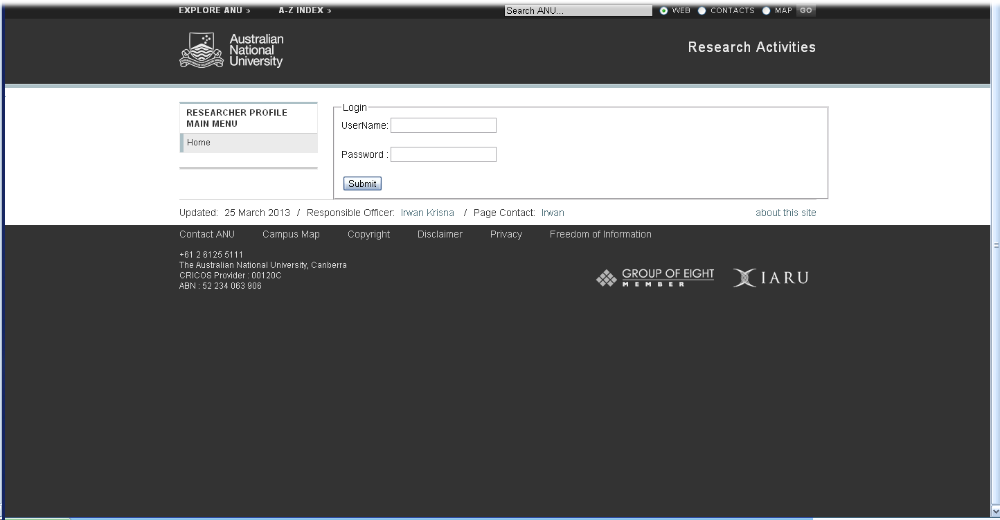 EXPLORE ANU »
A-Z INDEX »
Search ANU...
WEB
CONTACTS
MAP
GO
Australian
National
University
Research Activities
RESEARCHER PROFILE
MAIN MENU
Home
Login
UserName:
Password :
Submit
Updated: 25 March 2013 / Responsible Officer: Irwan Krisna / Page Contact: Irwan
about this site
Contact ANU
Campus Map
Copyright
Disclaimer
Privacy
Freedom of Information
+61 2 6125 5111
The Australian National University, Canberra
CRICOS Provider : 00120C
ABN : 52 234 063 906
GROUP OF EIGHT
MEMBER
IARU